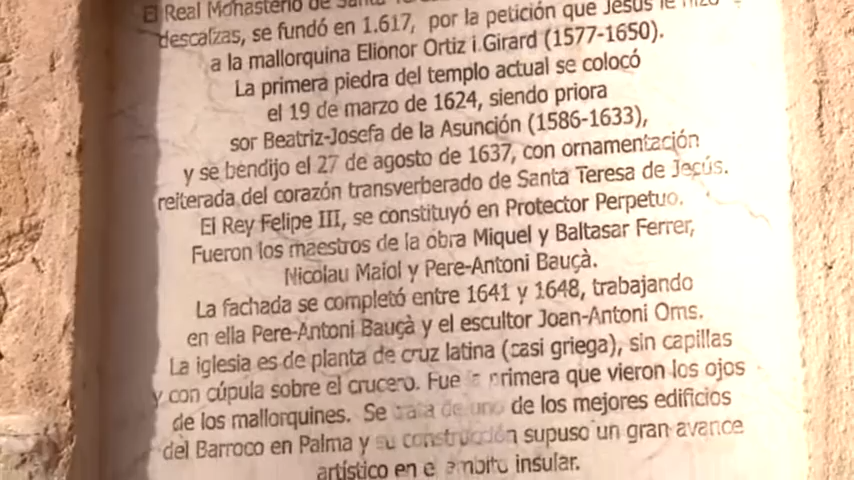 El Real Monasterio de Santa
descalzas, se fundó en 1.617, por la petición que Jesús le hizo
a la mallorquina Elionor Ortiz i Girard (1577-1650).
La primera piedra del templo actual se colocó
el 19 de marzo de 1624, siendo priora
sor Beatriz-Josefa de la Asunción (1586-1633),
y se bendijo el 27 de agosto de 1637, con ornamentación
reiterada del corazón transverberado de Santa Teresa de Jesús.
El Rey Felipe III, se constituyó en Protector Perpetuo.
Fueron los maestros de la obra Miquel y Baltasar Ferrer,
Nicolau Maiol y Pere-Antoni Bauçà.
La fachada se completó entre 1641 y 1648, trabajando
en ella Pere-Antoni Bauçà y el escultor Joan-Antoni Oms.
La iglesia es de planta de cruz latina (casi griega), sin capillas
y con cúpula sobre el crucero. Fue la primera que vieron los ojos
de los mallorquines. Se trata de uno de los mejores edificios
del Barroco en Palma y su construcción supuso un gran avance
artístico en el ámbito insular.